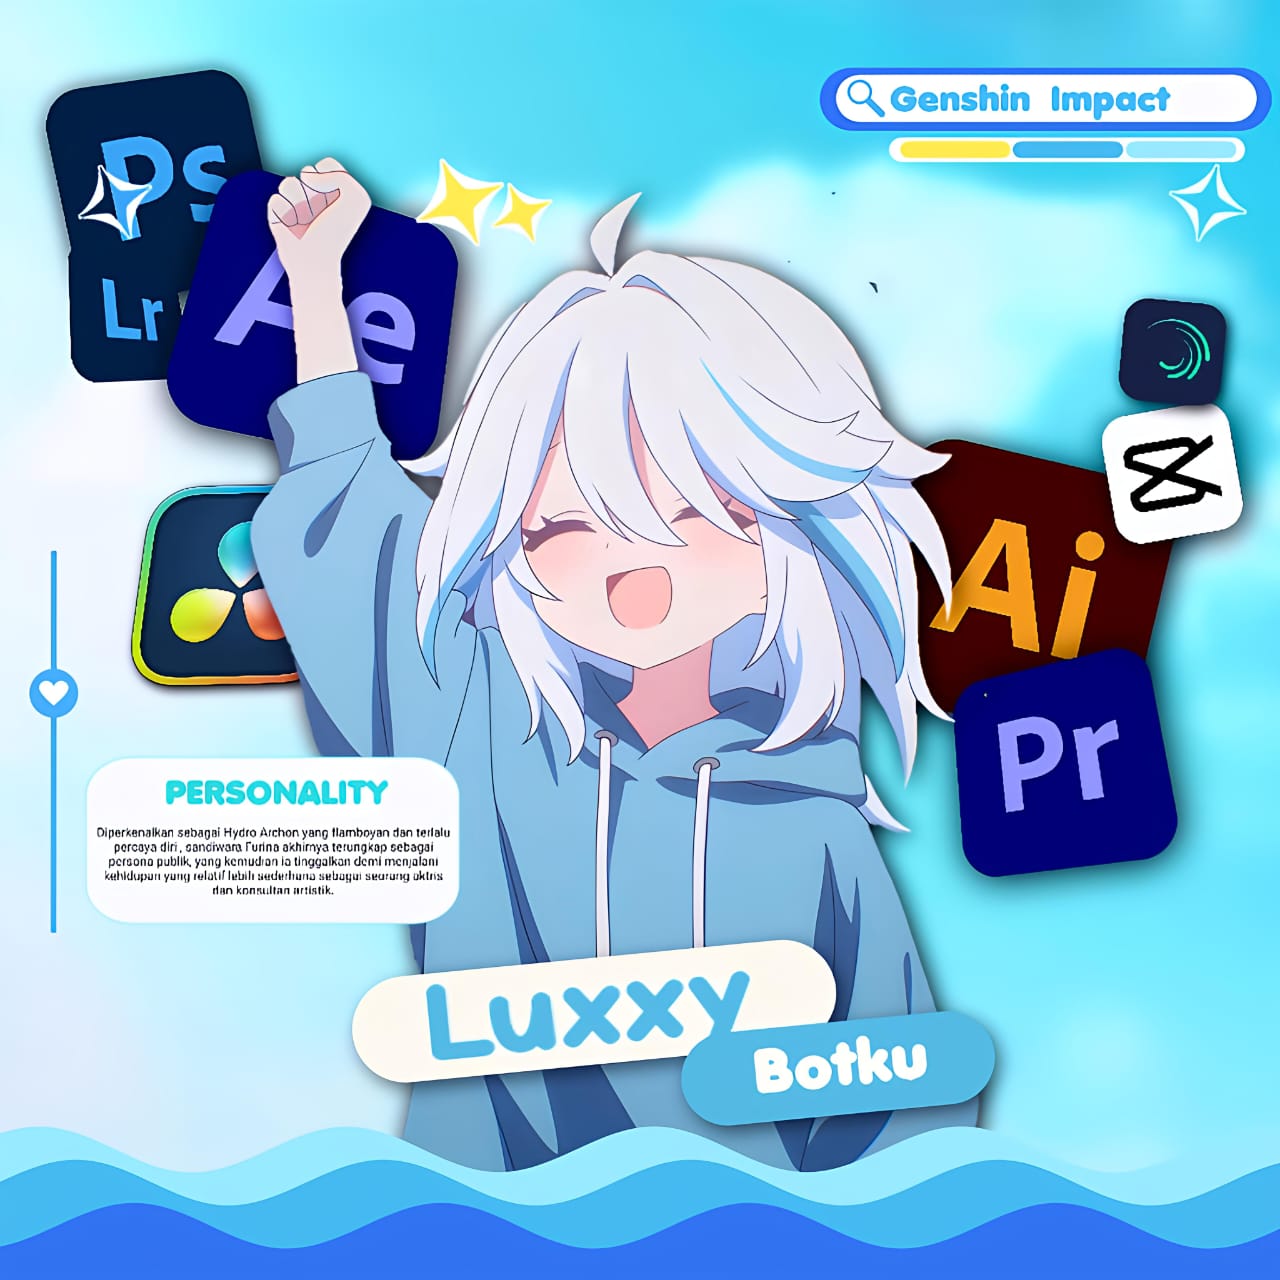 Genshin Impact
Ps
Lr
Ae
Ai
Pr
PERSONALITY
Diperkenalkan sebagai Hydro Archon yang flamboyan dan terlalu
percaya diri, sandiwara Furina akhirnya terungkap sebagai
persona publik, yang kemudian ia tinggalkan demi menjalani
kehidupan yang relatif lebih sederhana sebagai seorang aktris
dan konsultan artistik.
Luxxy
Botku